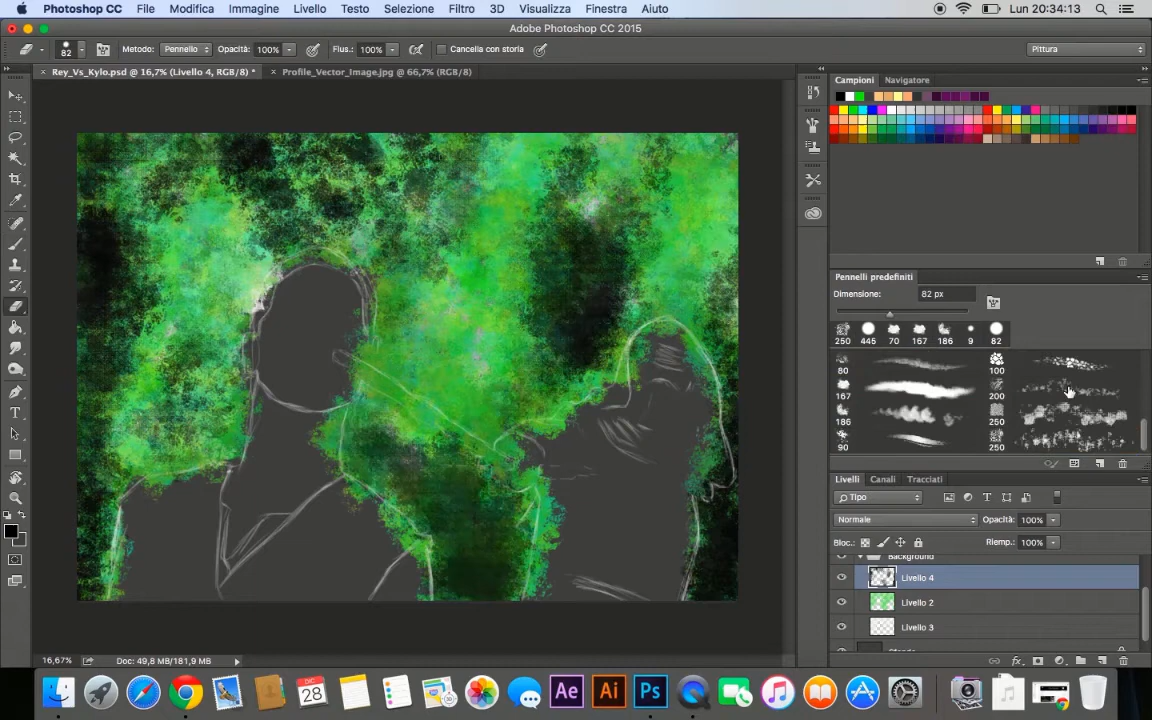 Photoshop CC File Modifica Immagine Livello Testo Selezione Filtro 3D Visualizza Finestra Aiuto Lun 20:34:13
Adobe Photoshop CC 2015
82 Metodo: Pennello Opacità: 100% Flus.: 100% Cancella con storia Pittura
× Rey_Vs_Kylo.psd @ 16,7% (Livello 4, RGB/8) * × Profile_Vector_Image.jpg @ 66,7% (RGB/8)
Campioni Navigatore
Pennelli predefiniti
Dimensione: 82 px
250 445 70 167 186 9 82
80 100
167 200
186 250
90 250
Livelli Canali Tracciati
Tipo
Normale Opacità: 100%
Bloc.: Riemp.: 100%
Background
Livello 4
Livello 2
Livello 3
16,67% Doc: 49,8 MB/181,9 MB
DIC 28 Ae Ai Ps